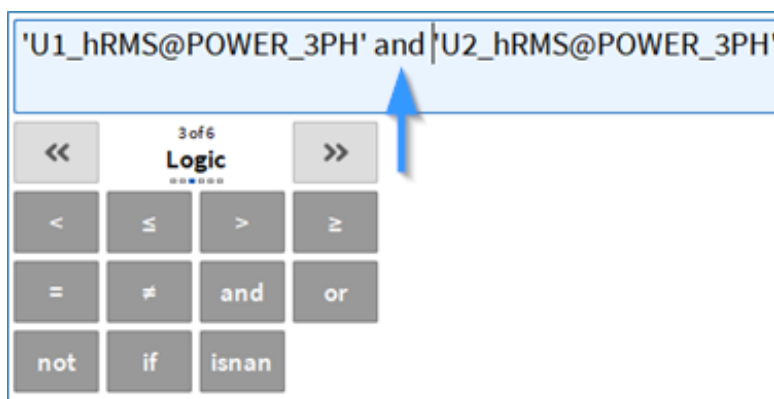 'U1_hRMS@POWER_3PH' and 'U2_hRMS@POWER_3PH'
« 3 of 6 »
Logic
< ≤ > ≥
= ≠ and or
not if isnan